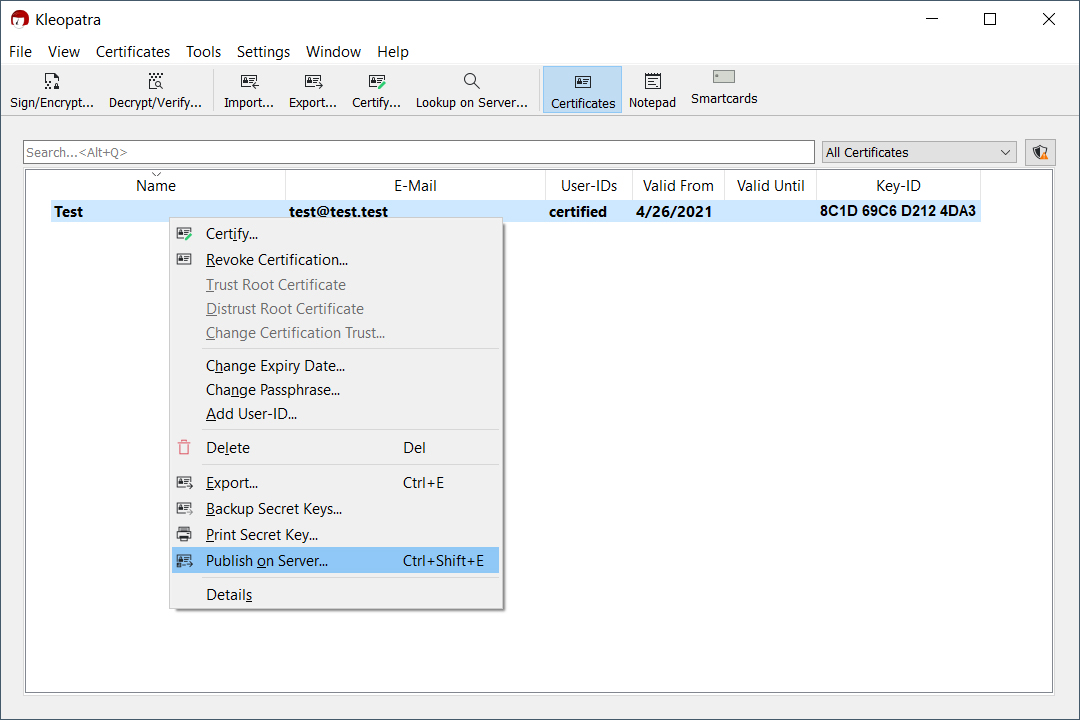 Kleopatra
File View Certificates Tools Settings Window Help
Sign/Encrypt... Decrypt/Verify... Import... Export... Certify... Lookup on Server... Certificates Notepad Smartcards
Search...<Alt+Q> All Certificates
Name E-Mail User-IDs Valid From Valid Until Key-ID
Test test@test.test certified 4/26/2021 8C1D 69C6 D212 4DA3
Certify...
Revoke Certification...
Trust Root Certificate
Distrust Root Certificate
Change Certification Trust...
Change Expiry Date...
Change Passphrase...
Add User-ID...
Delete Del
Export... Ctrl+E
Backup Secret Keys...
Print Secret Key...
Publish on Server... Ctrl+Shift+E
Details